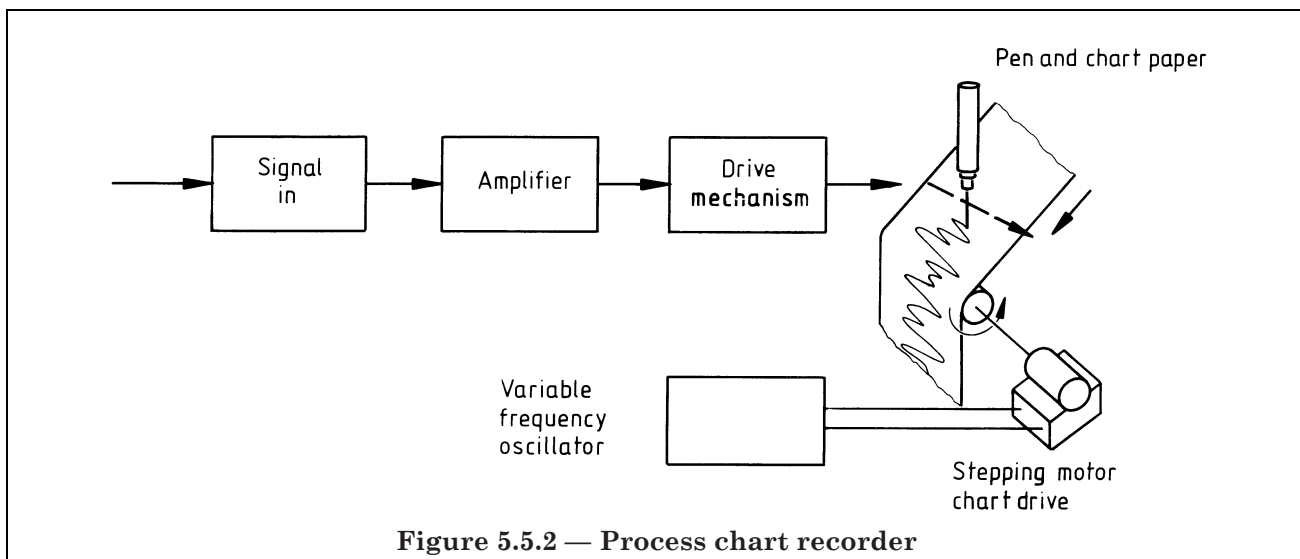 Pen and chart paper
Signal
in
Amplifier
Drive
mechanism
Variable
frequency
oscillator
Stepping motor
chart drive
Figure 5.5.2 — Process chart recorder